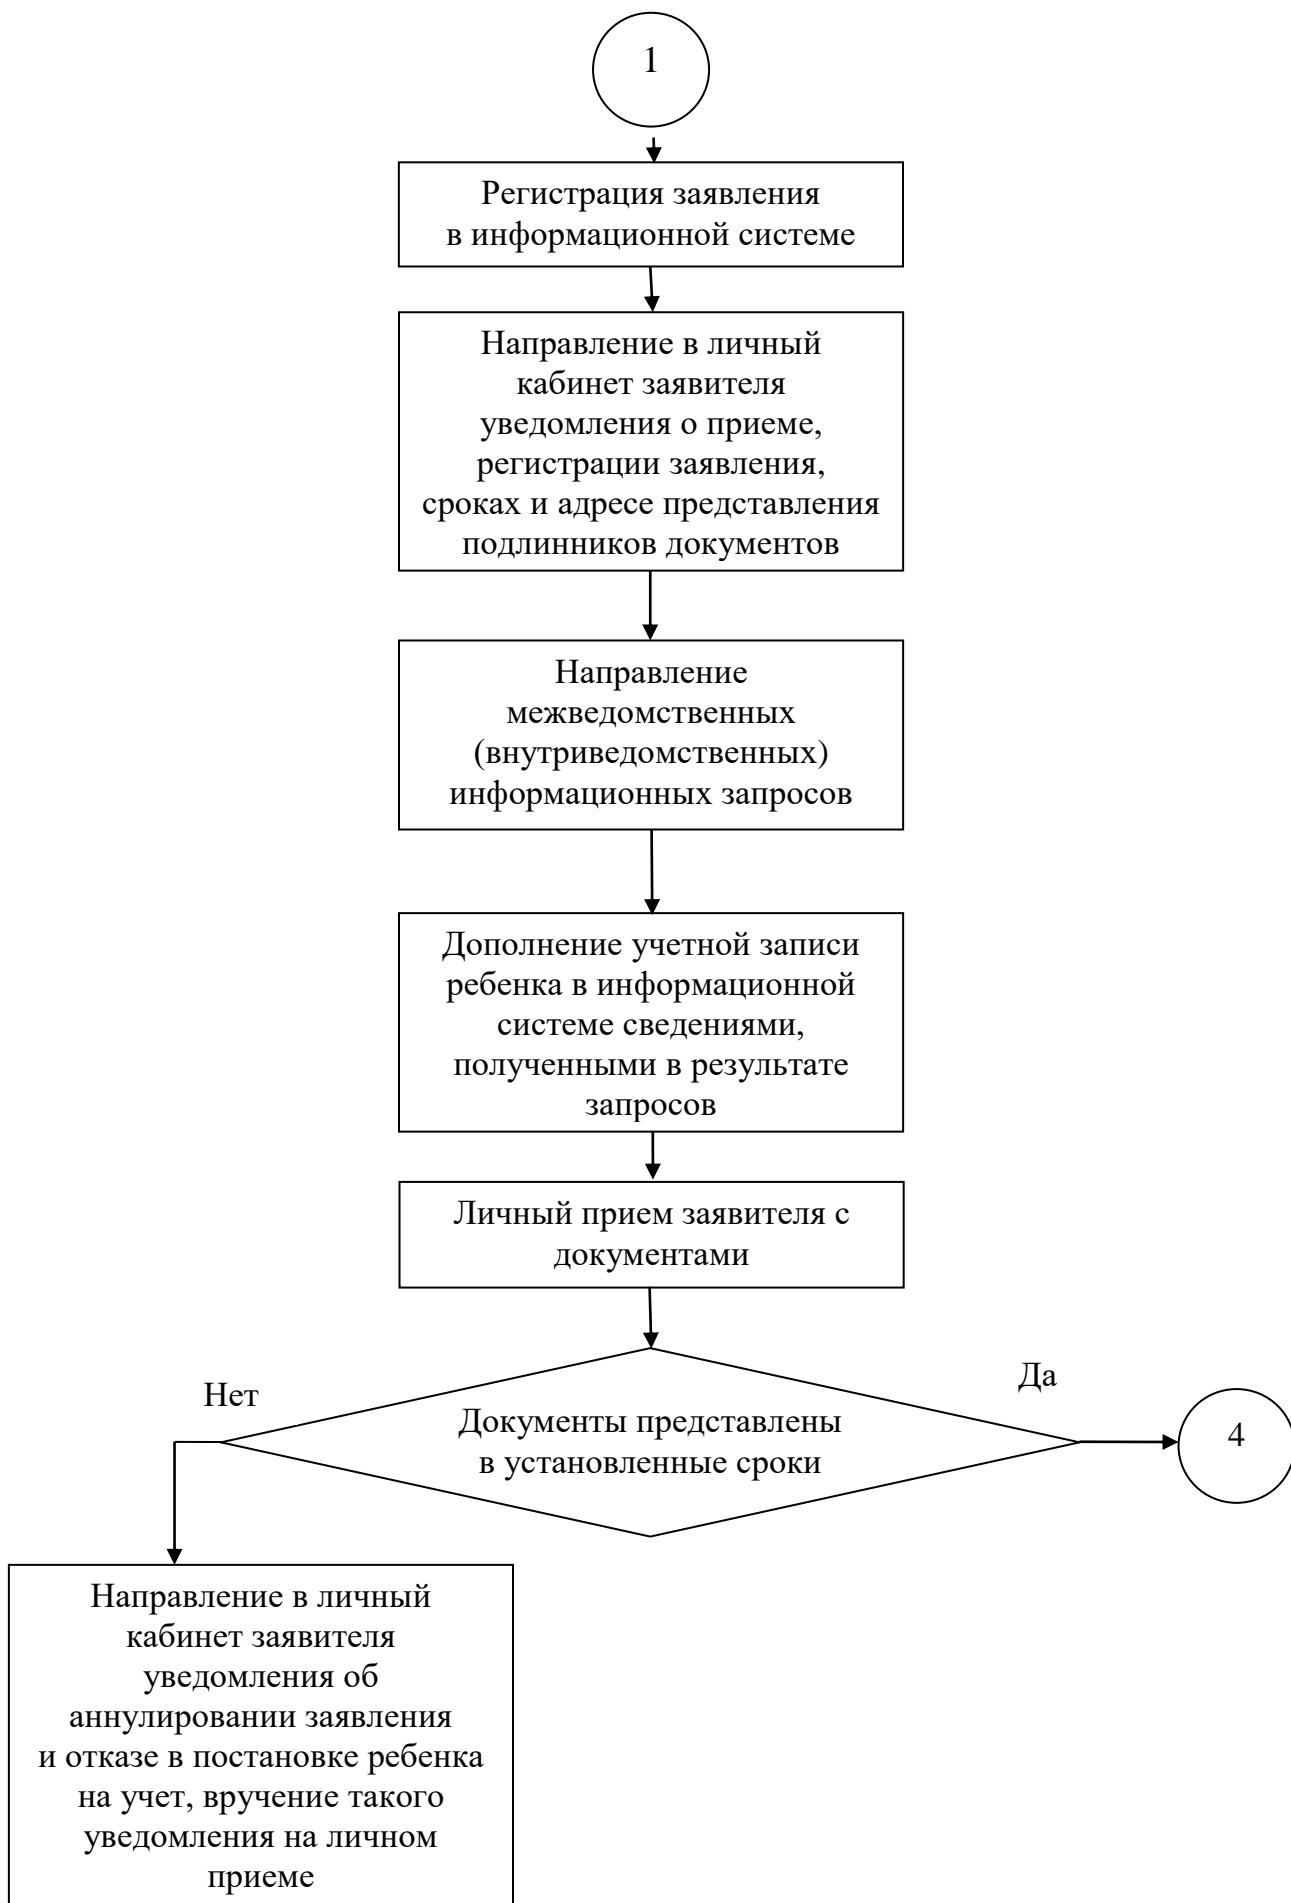 1
Регистрация заявления
в информационной системе
Направление в личный
кабинет заявителя
уведомления о приеме,
регистрации заявления,
сроках и адресе представления
подлинников документов
Направление
межведомственных
(внутриведомственных)
информационных запросов
Дополнение учетной записи
ребенка в информационной
системе сведениями,
полученными в результате
запросов
Личный прием заявителя с
документами
Нет
Да
Документы представлены
в установленные сроки
4
Направление в личный
кабинет заявителя
уведомления об
аннулировании заявления
и отказе в постановке ребенка
на учет, вручение такого
уведомления на личном
приеме